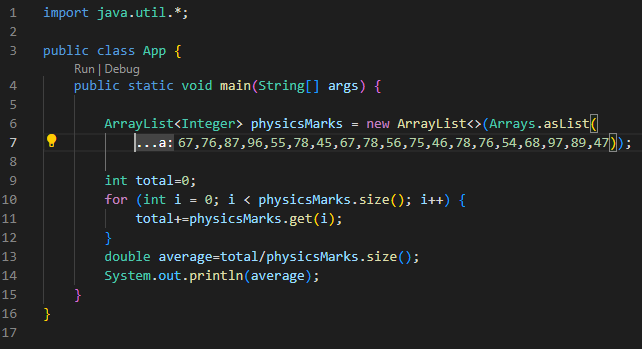 1 import java.util.*;
2
3 public class App {
Run | Debug
4 public static void main(String[] args) {
5
6 ArrayList<Integer> physicsMarks = new ArrayList<>(Arrays.asList(
7 ...a: 67,76,87,96,55,78,45,67,78,56,75,46,78,76,54,68,97,89,47));
8
9 int total=0;
10 for (int i = 0; i < physicsMarks.size(); i++) {
11 total+=physicsMarks.get(i);
12 }
13 double average=total/physicsMarks.size();
14 System.out.println(average);
15 }
16 }
17